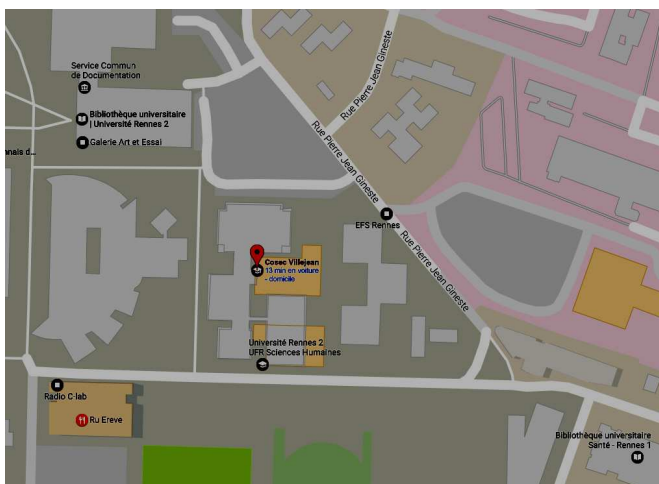 Service Commun
de Documentation
Bibliothèque universitaire
| Université Rennes 2
Galerie Art et Essai
nnais d...
Rue Pierre Jean Gineste
Rue Pierre Jean Gineste
EFS Rennes
Rue Pierre Jean Gineste
Cosec Villejean
13 min en voiture
- domicile
Université Rennes 2
UFR Sciences Humaines
Radio C-lab
Ru Ereve
Bibliothèque universitaire
Santé - Rennes 1